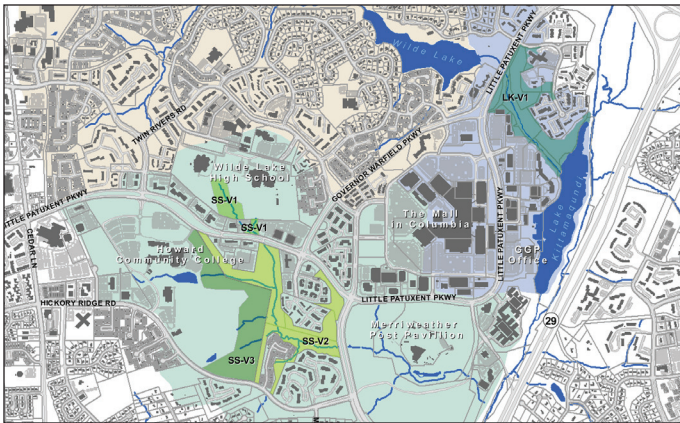 Wilde Lake
LITTLE PATUXENT PKWY
LK-V1
TWIN RIVERS RD
GOVERNOR WARFIELD PKWY
Wilde Lake
High School
LITTLE PATUXENT PKWY
SS-V1
SS-V1
CEDAR LN
Howard
Community College
The Mall
in Columbia
LITTLE PATUXENT PKWY
Lake
Kittamaqundi
GGP
Office
HICKORY RIDGE RD
LITTLE PATUXENT PKWY
Merriweather
Post Pavilion
29
SS-V2
SS-V3